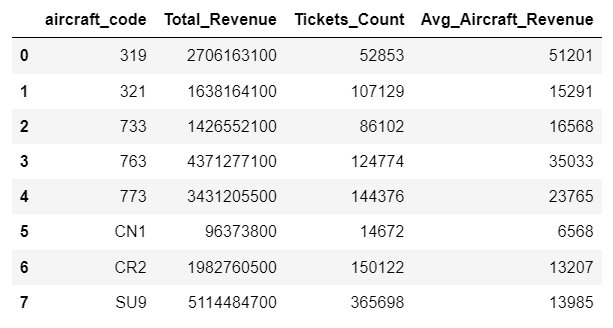 aircraft_code Total_Revenue Tickets_Count Avg_Aircraft_Revenue
0 319 2706163100 52853 51201
1 321 1638164100 107129 15291
2 733 1426552100 86102 16568
3 763 4371277100 124774 35033
4 773 3431205500 144376 23765
5 CN1 96373800 14672 6568
6 CR2 1982760500 150122 13207
7 SU9 5114484700 365698 13985